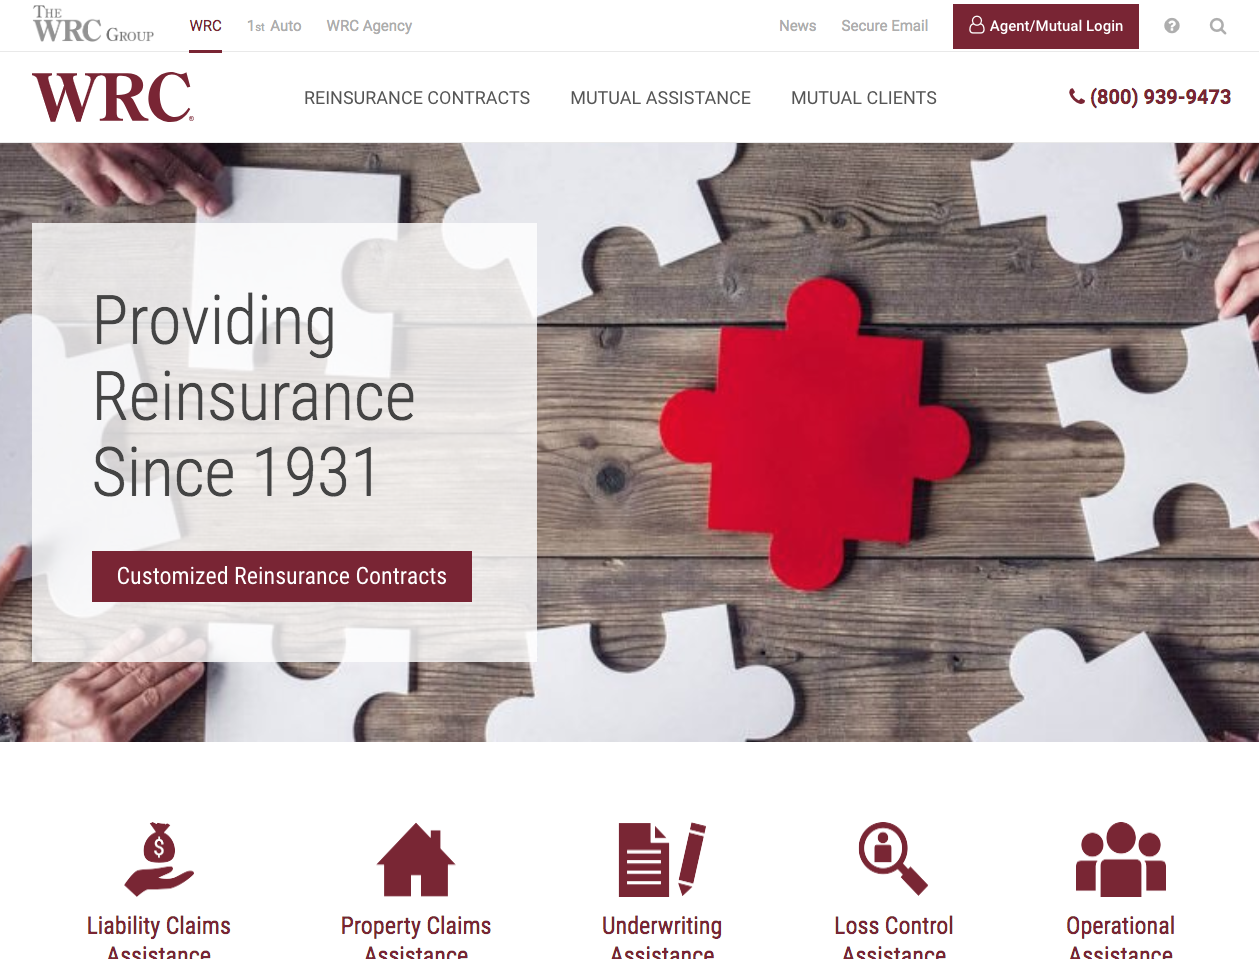 THE
WRC GROUP
WRC
1st Auto
WRC Agency
News
Secure Email
Agent/Mutual Login
?
WRC®
REINSURANCE CONTRACTS
MUTUAL ASSISTANCE
MUTUAL CLIENTS
(800) 939-9473
Providing
Reinsurance
Since 1931
Customized Reinsurance Contracts
$
Liability Claims
Assistance
Property Claims
Assistance
Underwriting
Assistance
Loss Control
Assistance
Operational
Assistance